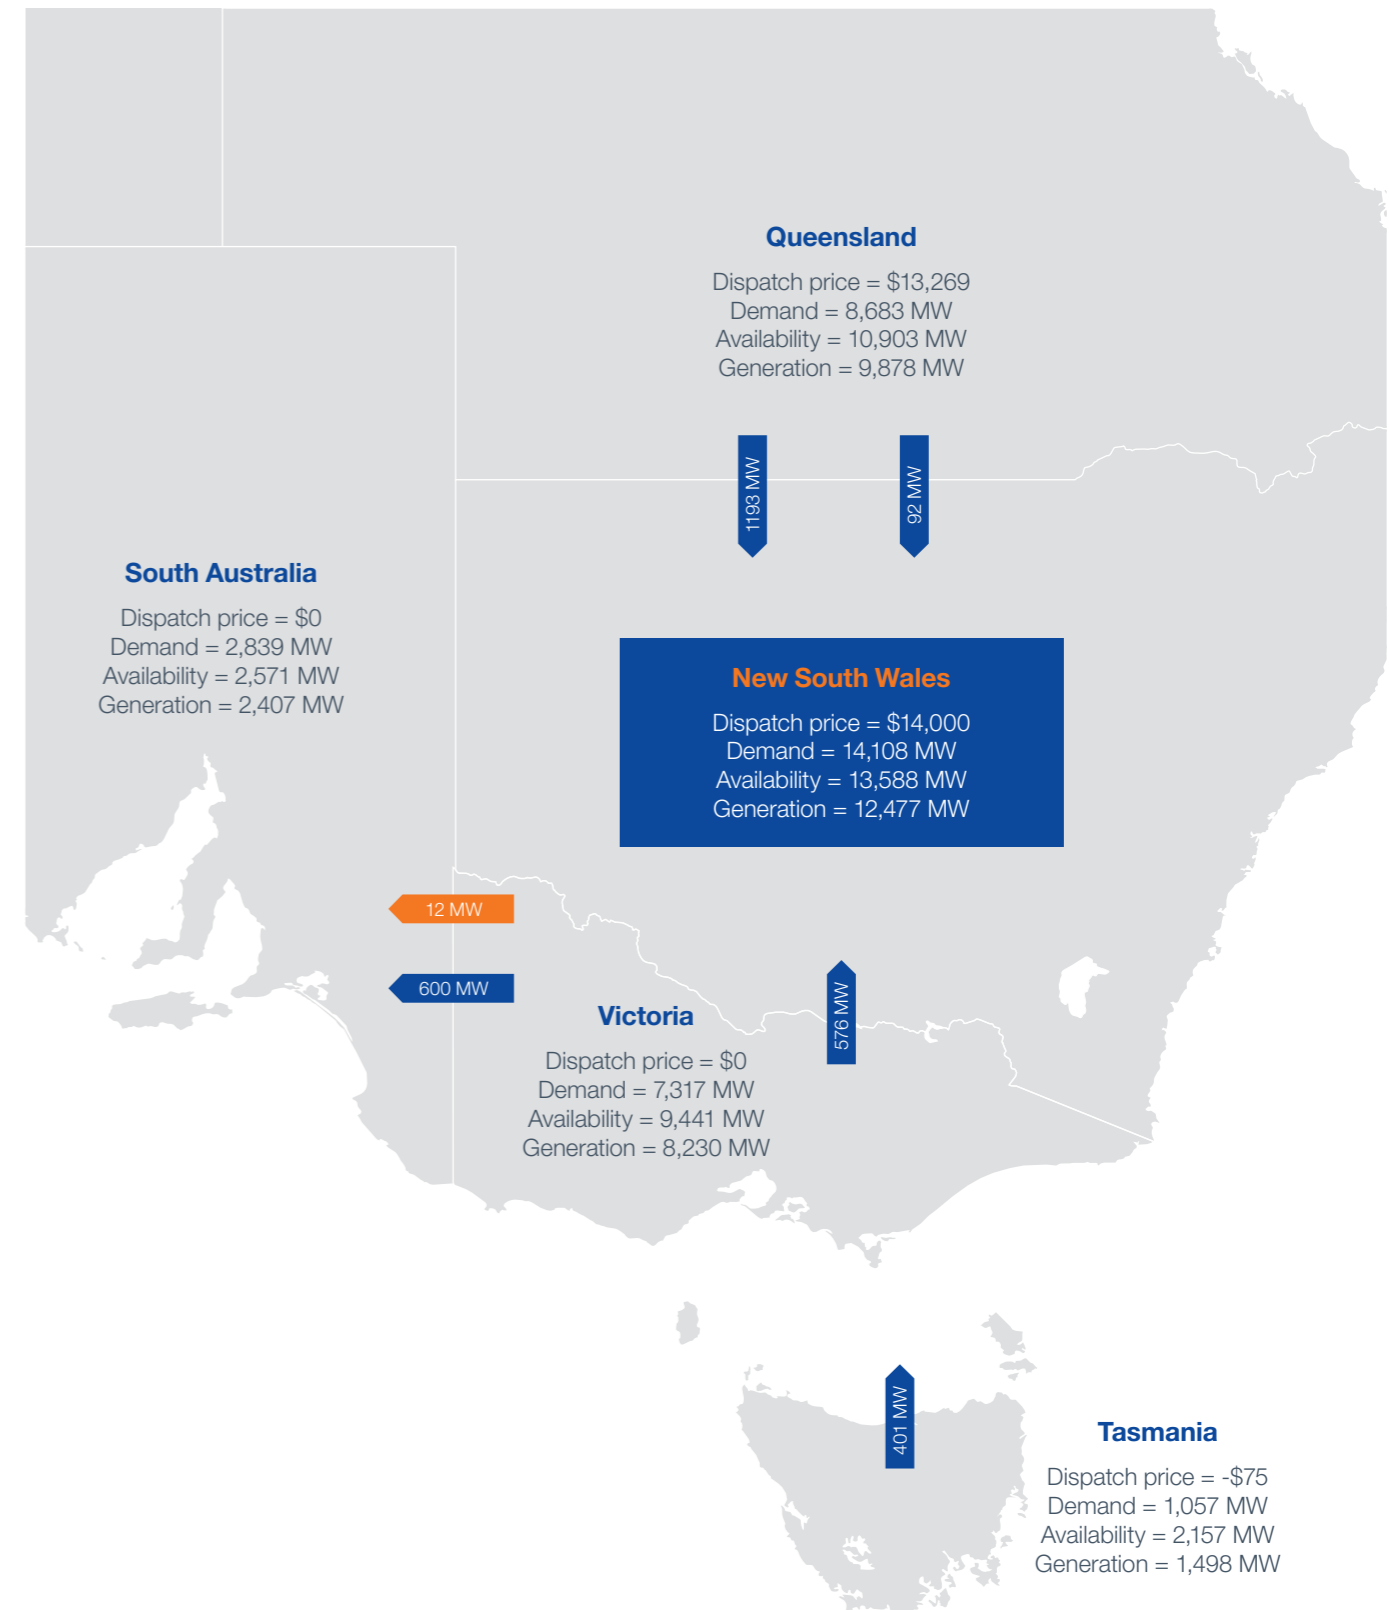 Queensland
Dispatch price = $13,269
Demand = 8,683 MW
Availability = 10,903 MW
Generation = 9,878 MW
1193 MW
92 MW
South Australia
Dispatch price = $0
Demand = 2,839 MW
Availability = 2,571 MW
Generation = 2,407 MW
New South Wales
Dispatch price = $14,000
Demand = 14,108 MW
Availability = 13,588 MW
Generation = 12,477 MW
12 MW
600 MW
576 MW
Victoria
Dispatch price = $0
Demand = 7,317 MW
Availability = 9,441 MW
Generation = 8,230 MW
401 MW
Tasmania
Dispatch price = -$75
Demand = 1,057 MW
Availability = 2,157 MW
Generation = 1,498 MW